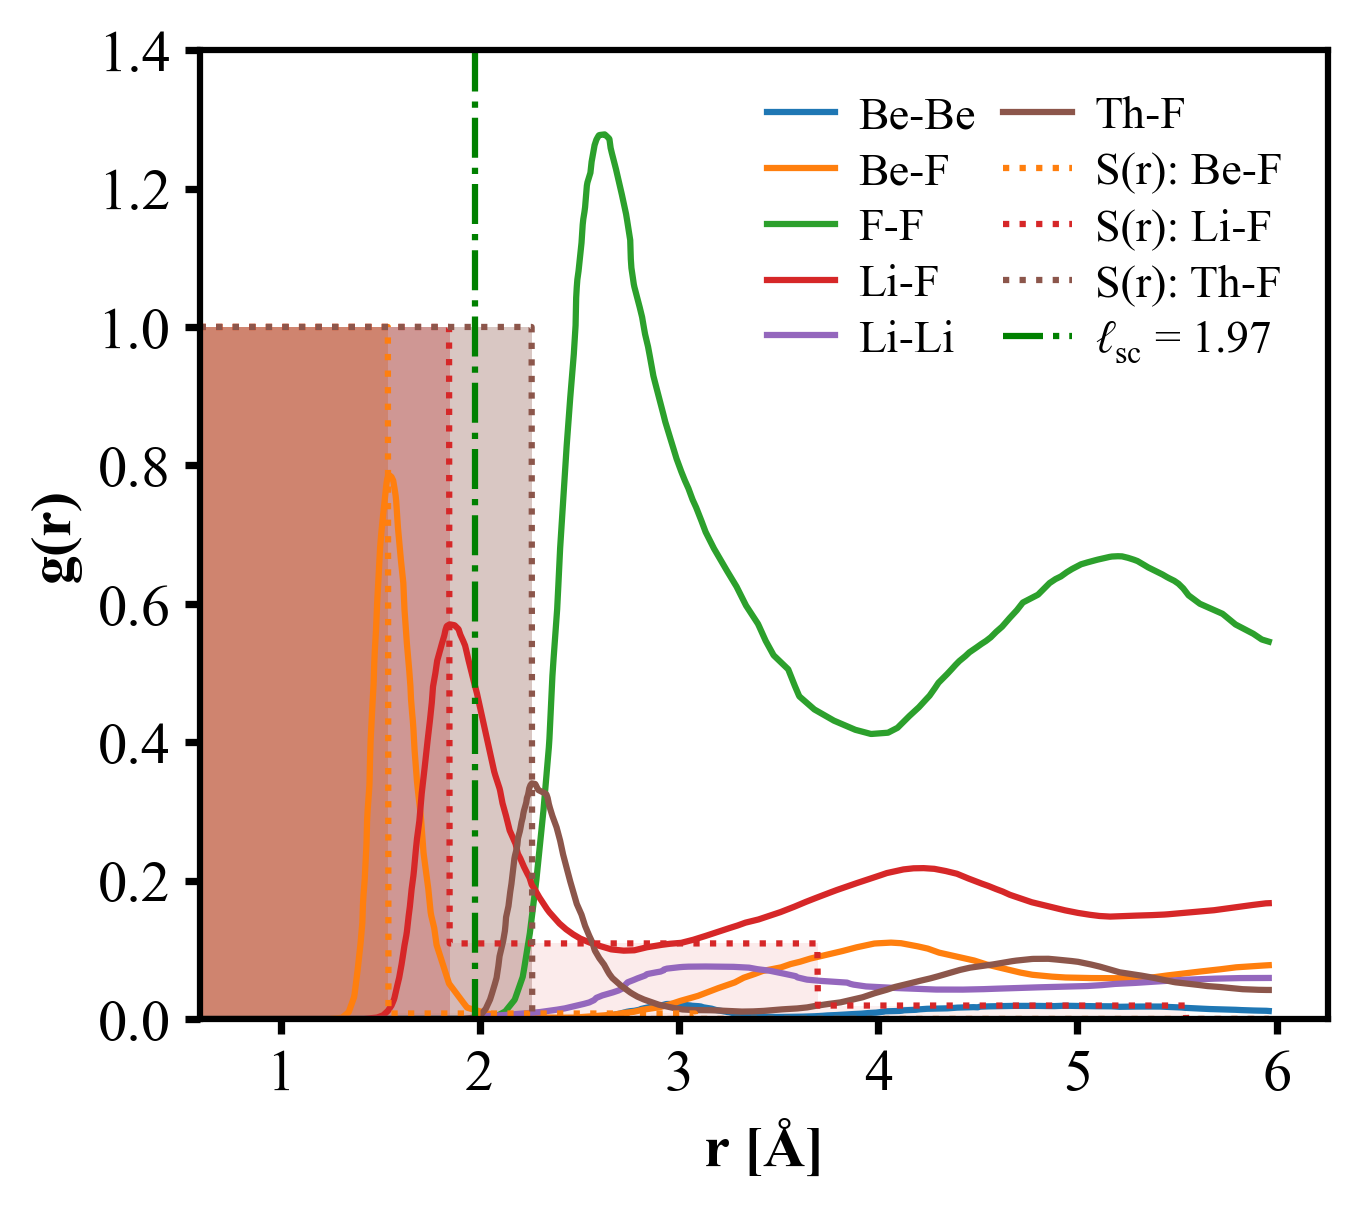 1.4
1.2
1.0
0.8
0.6
0.4
0.2
0.0
g(r)
1 2 3 4 5 6
r [Å]
Be-Be
Be-F
F-F
Li-F
Li-Li
Th-F
S(r): Be-F
S(r): Li-F
S(r): Th-F
ℓsc = 1.97